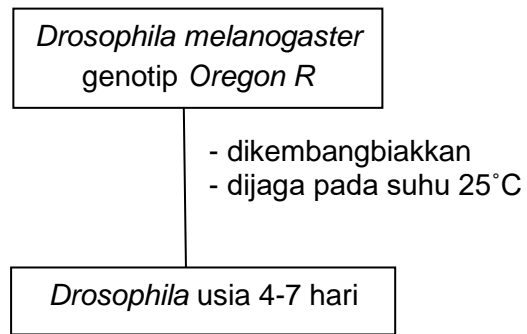 Drosophila melanogaster
genotip Oregon R
- dikembangbiakkan
- dijaga pada suhu 25˚C
Drosophila usia 4-7 hari